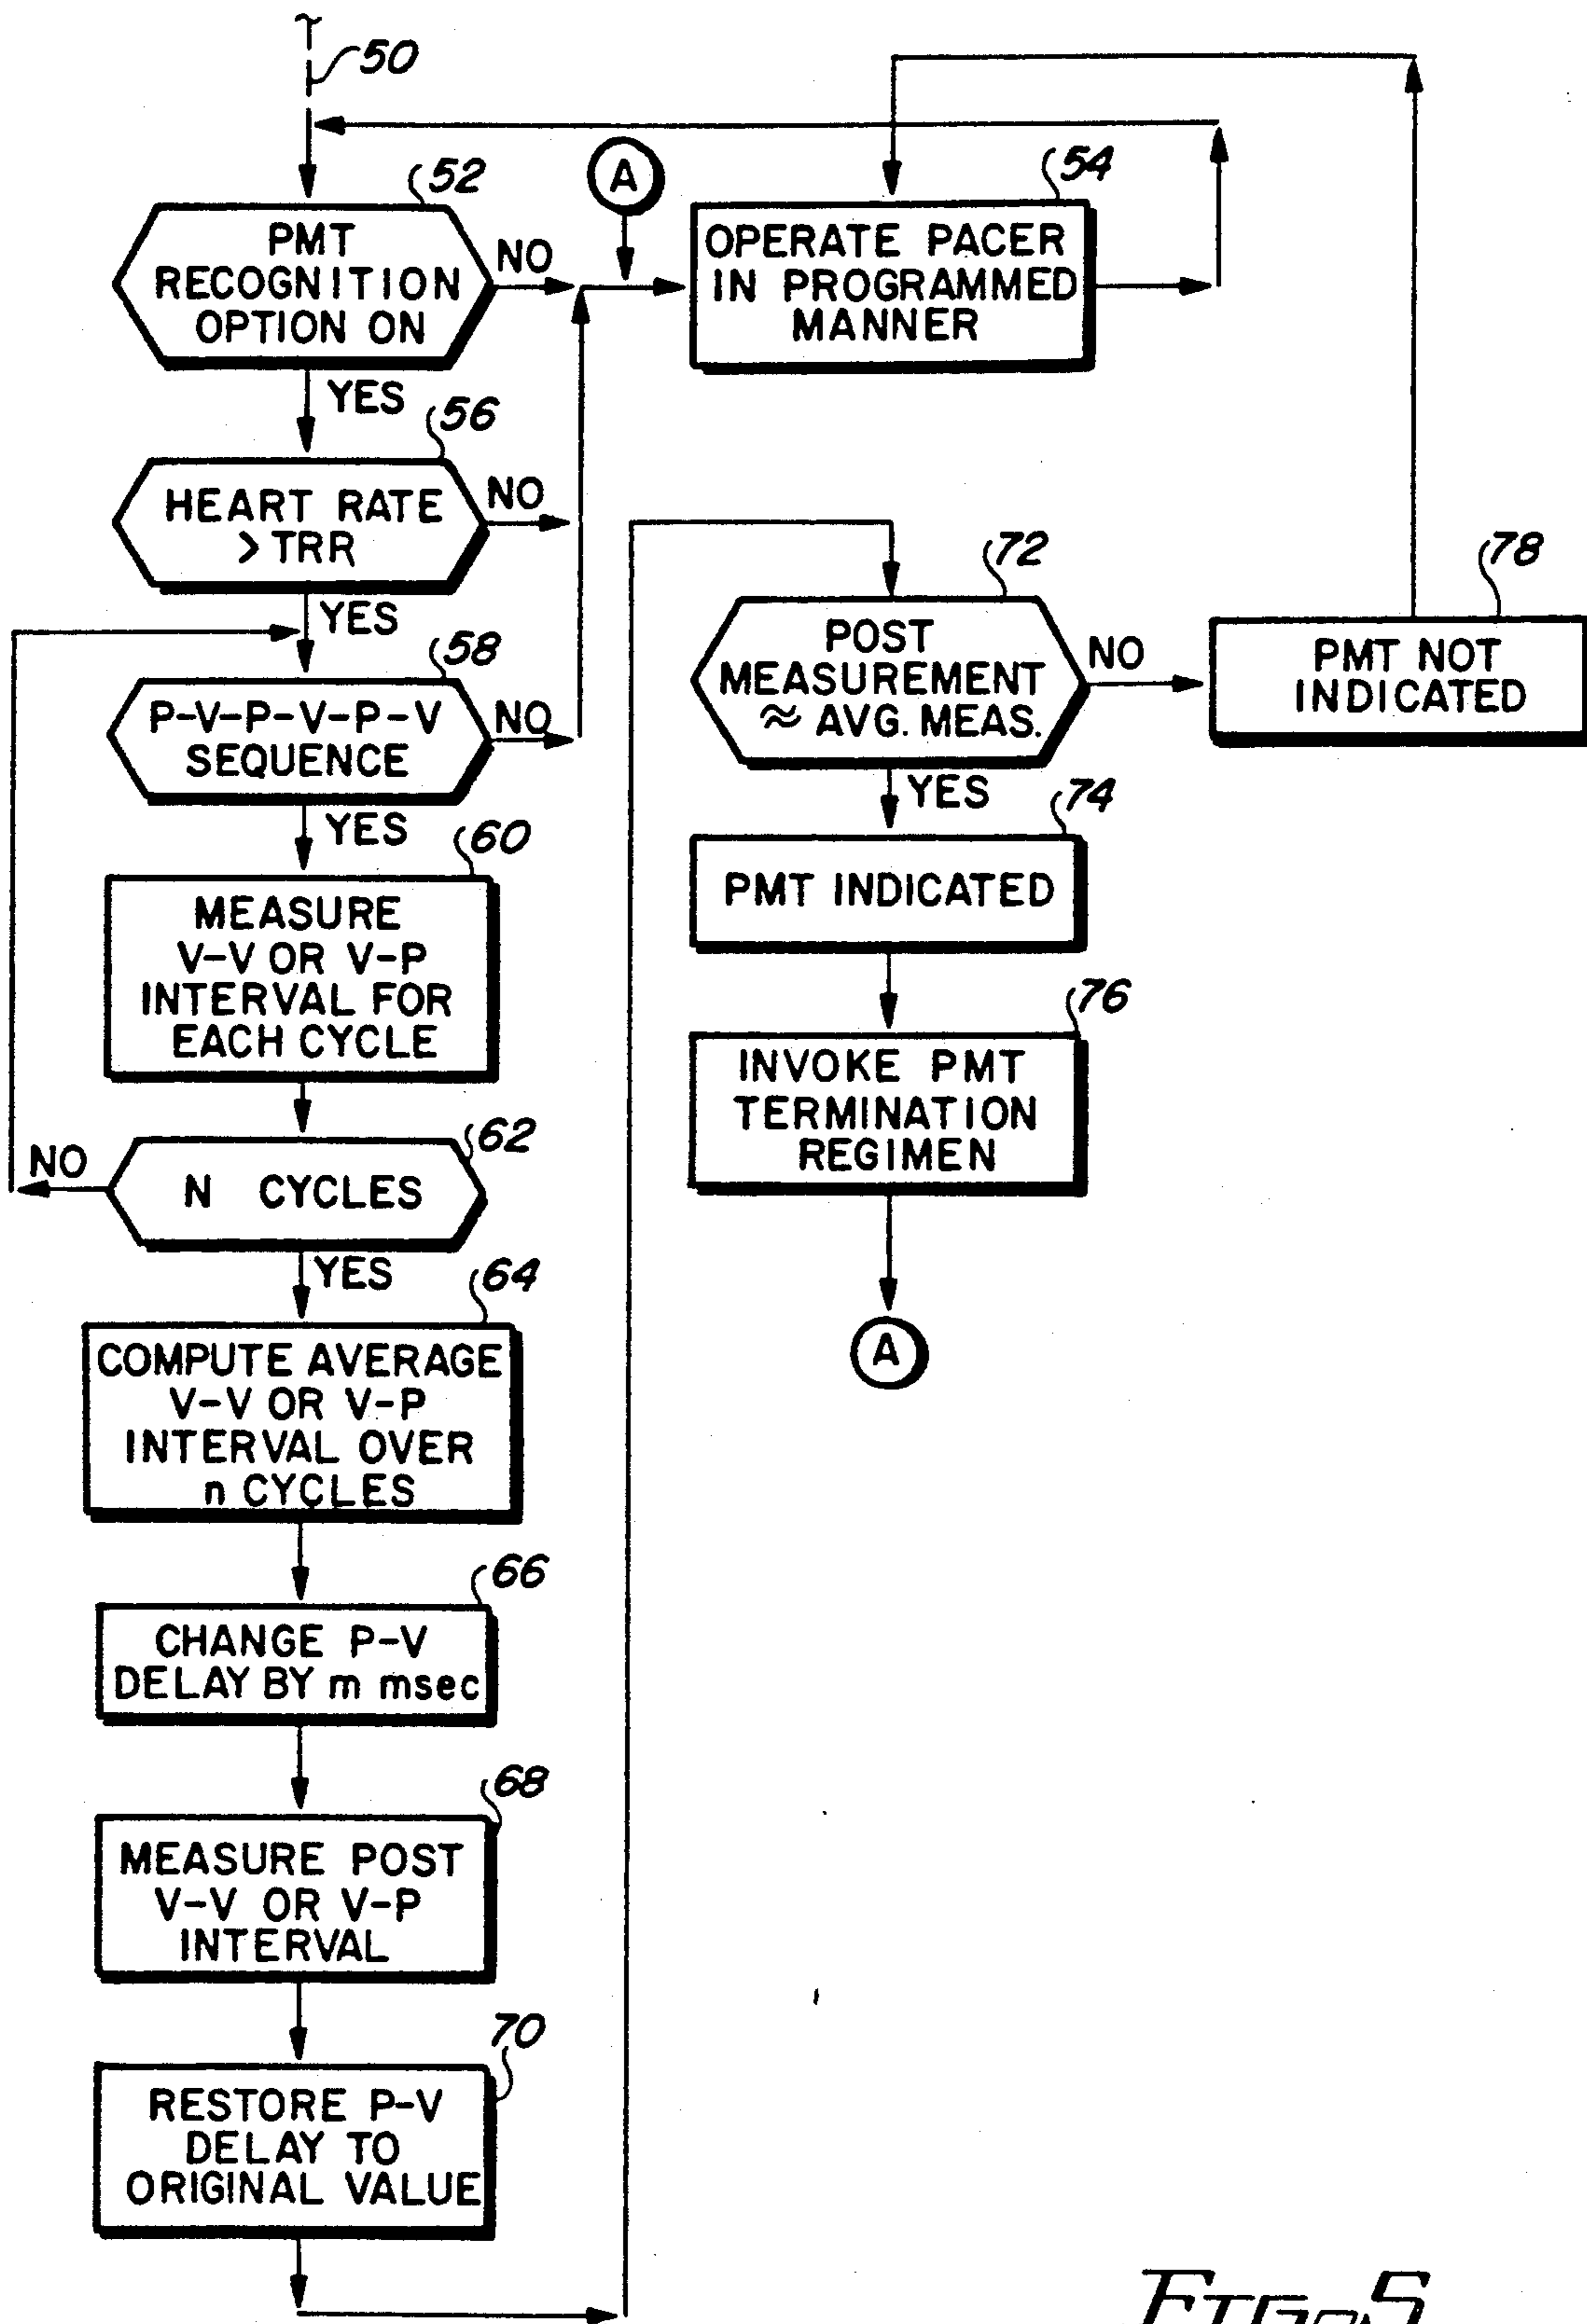 50
52
PMT
RECOGNITION
OPTION ON
NO
YES
A
54
OPERATE PACER
IN PROGRAMMED
MANNER
56
HEART RATE
> TRR
NO
YES
58
P-V-P-V-P-V
SEQUENCE
NO
YES
60
MEASURE
V-V OR V-P
INTERVAL FOR
EACH CYCLE
62
N CYCLES
NO
YES
64
COMPUTE AVERAGE
V-V OR V-P
INTERVAL OVER
n CYCLES
66
CHANGE P-V
DELAY BY m msec
68
MEASURE POST
V-V OR V-P
INTERVAL
70
RESTORE P-V
DELAY TO
ORIGINAL VALUE
72
POST
MEASUREMENT
≈ AVG. MEAS.
NO
YES
78
PMT NOT
INDICATED
74
PMT INDICATED
76
INVOKE PMT
TERMINATION
REGIMEN
A
FIG. 5